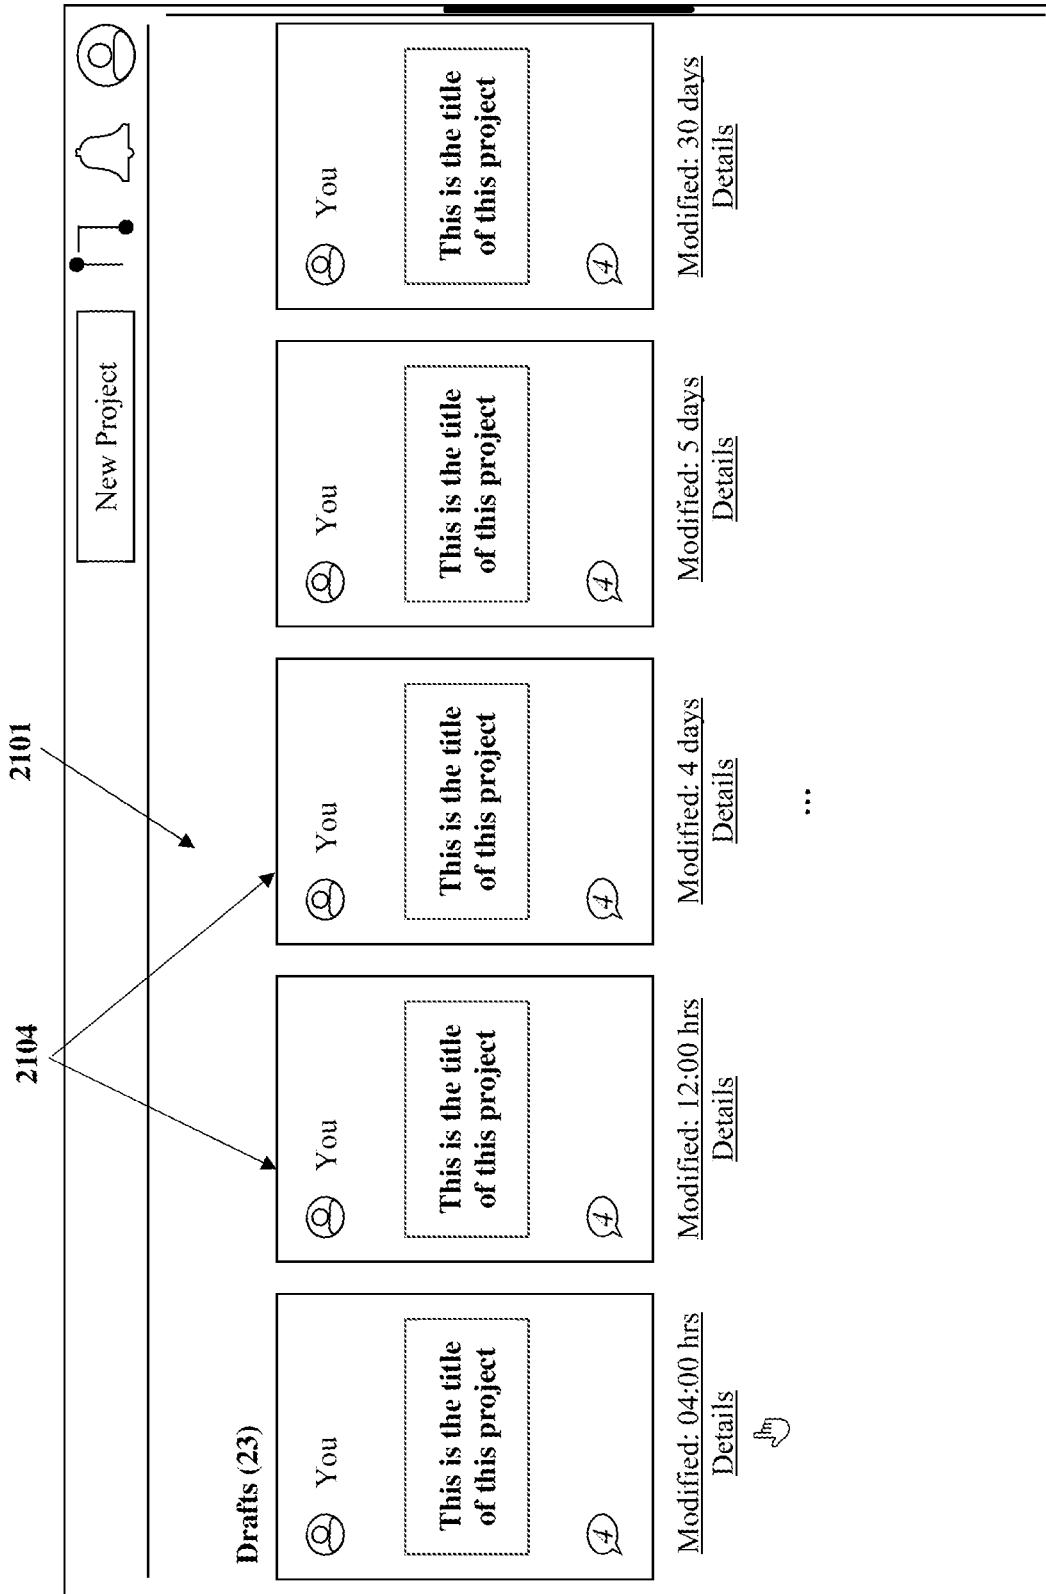 2104
2101
New Project
Drafts (23)
You
This is the title
of this project
4
Modified: 04:00 hrs
Details
You
This is the title
of this project
4
Modified: 12:00 hrs
Details
You
This is the title
of this project
4
Modified: 4 days
Details
You
This is the title
of this project
4
Modified: 5 days
Details
You
This is the title
of this project
4
Modified: 30 days
Details
...